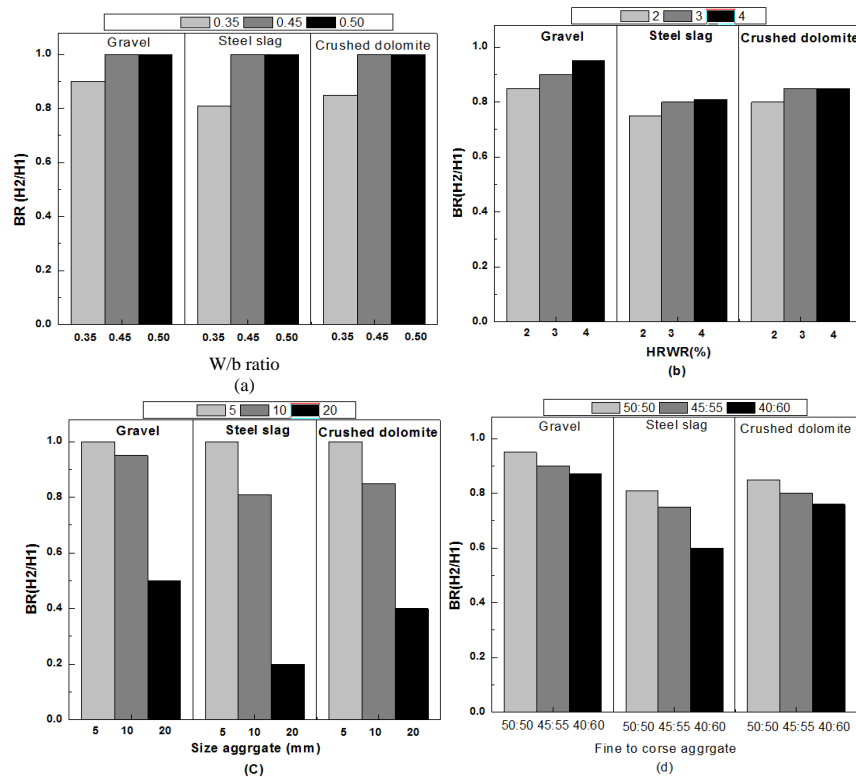 0.35 0.45 0.50
Gravel Steel slag Crushed dolomite
1.0
0.8
0.6
0.4
0.2
0.0
BR (H2/H1)
0.35 0.45 0.50 0.35 0.45 0.50 0.35 0.45 0.50
W/b ratio
(a)
2 3 4
Gravel Steel slag Crushed dolomite
1.0
0.8
0.6
0.4
0.2
0.0
BR(H2/H1)
2 3 4 2 3 4 2 3 4
HRWR(%)
(b)
5 10 20
Gravel Steel slag Crushed dolomite
1.0
0.8
0.6
0.4
0.2
0.0
BR(H2/H1)
5 10 20 5 10 20 5 10 20
Size aggrgate (mm)
(C)
50:50 45:55 40:60
Gravel Steel slag Crushed dolomite
1.0
0.8
0.6
0.4
0.2
0.0
BR(H2/H1)
50:50 45:55 40:60 50:50 45:55 40:60 50:50 45:55 40:60
Fine to corse aggrgate
(d)